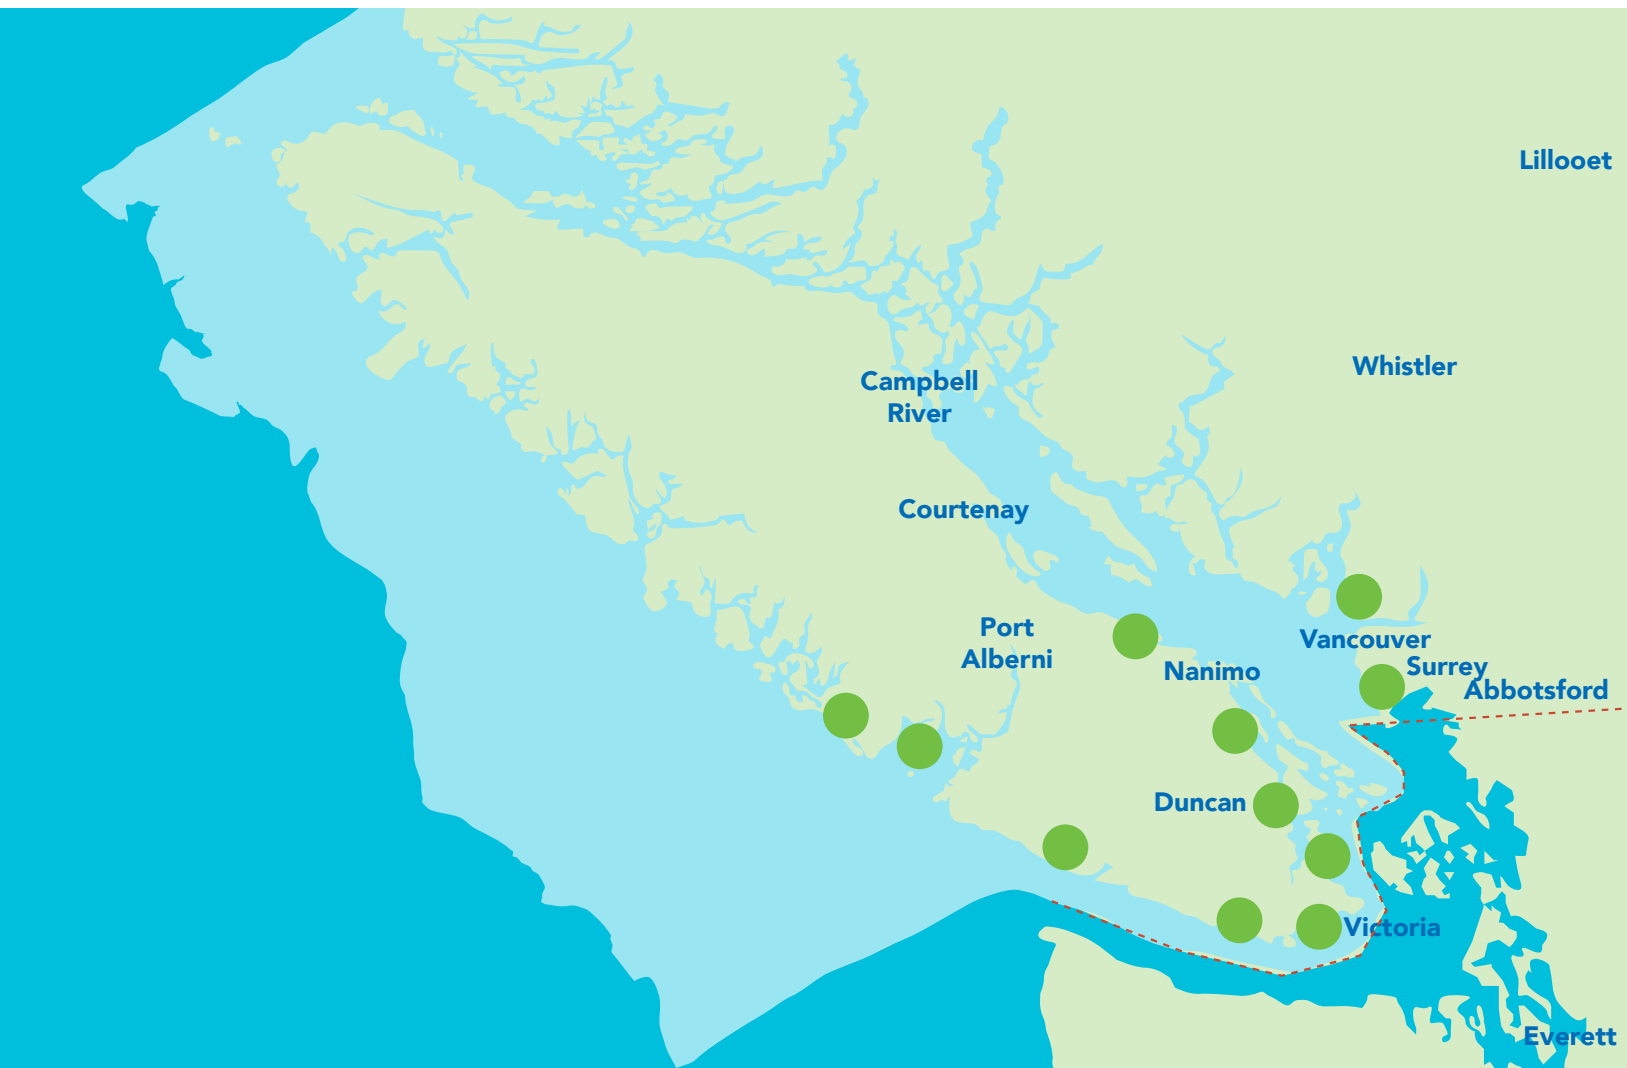 Lillooet
Whistler
Campbell
River
Courtenay
Port
Alberni
Vancouver
Nanimo
Surrey
Abbotsford
Duncan
Victoria
Everett